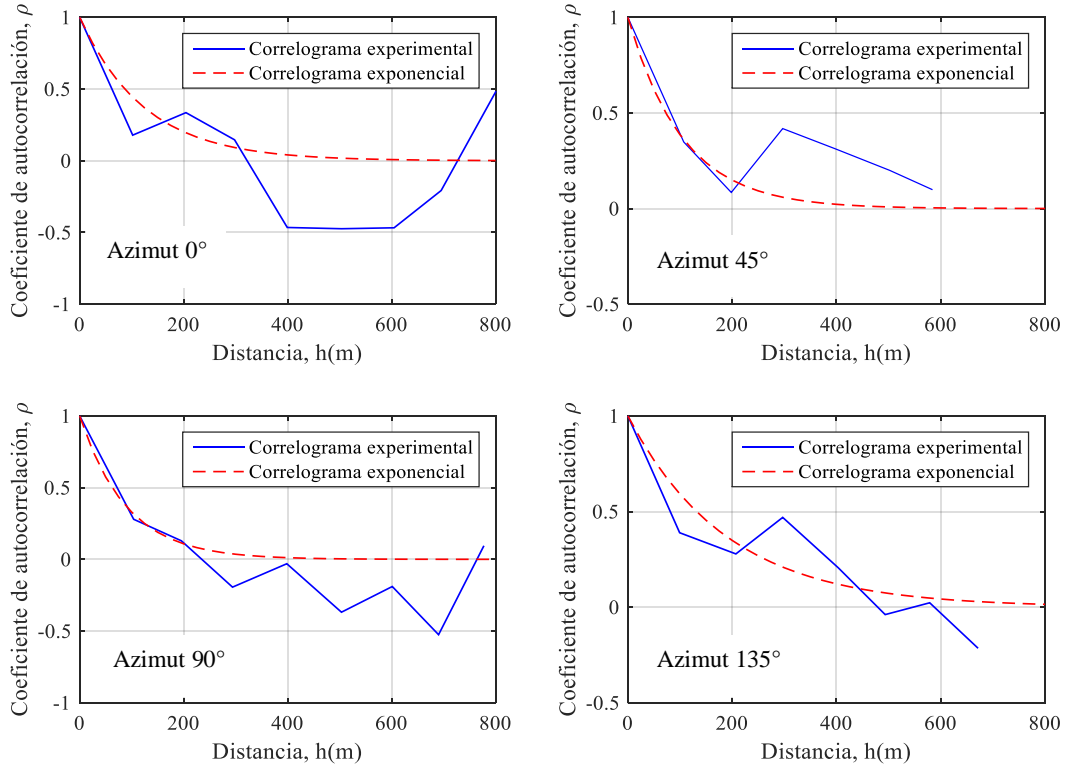 Coeficiente de autocorrelación, ρ
1
0.5
0
-0.5
-1
Correlograma experimental
Correlograma exponencial
Azimut 0°
0 200 400 600 800
Distancia, h(m)
Coeficiente de autocorrelación, ρ
1
0.5
0
-0.5
Correlograma experimental
Correlograma exponencial
Azimut 45°
0 200 400 600 800
Distancia, h(m)
Coeficiente de autocorrelación, ρ
1
0.5
0
-0.5
-1
Correlograma experimental
Correlograma exponencial
Azimut 90°
0 200 400 600 800
Distancia, h(m)
Coeficiente de autocorrelación, ρ
1
0.5
0
-0.5
Correlograma experimental
Correlograma exponencial
Azimut 135°
0 200 400 600 800
Distancia, h(m)